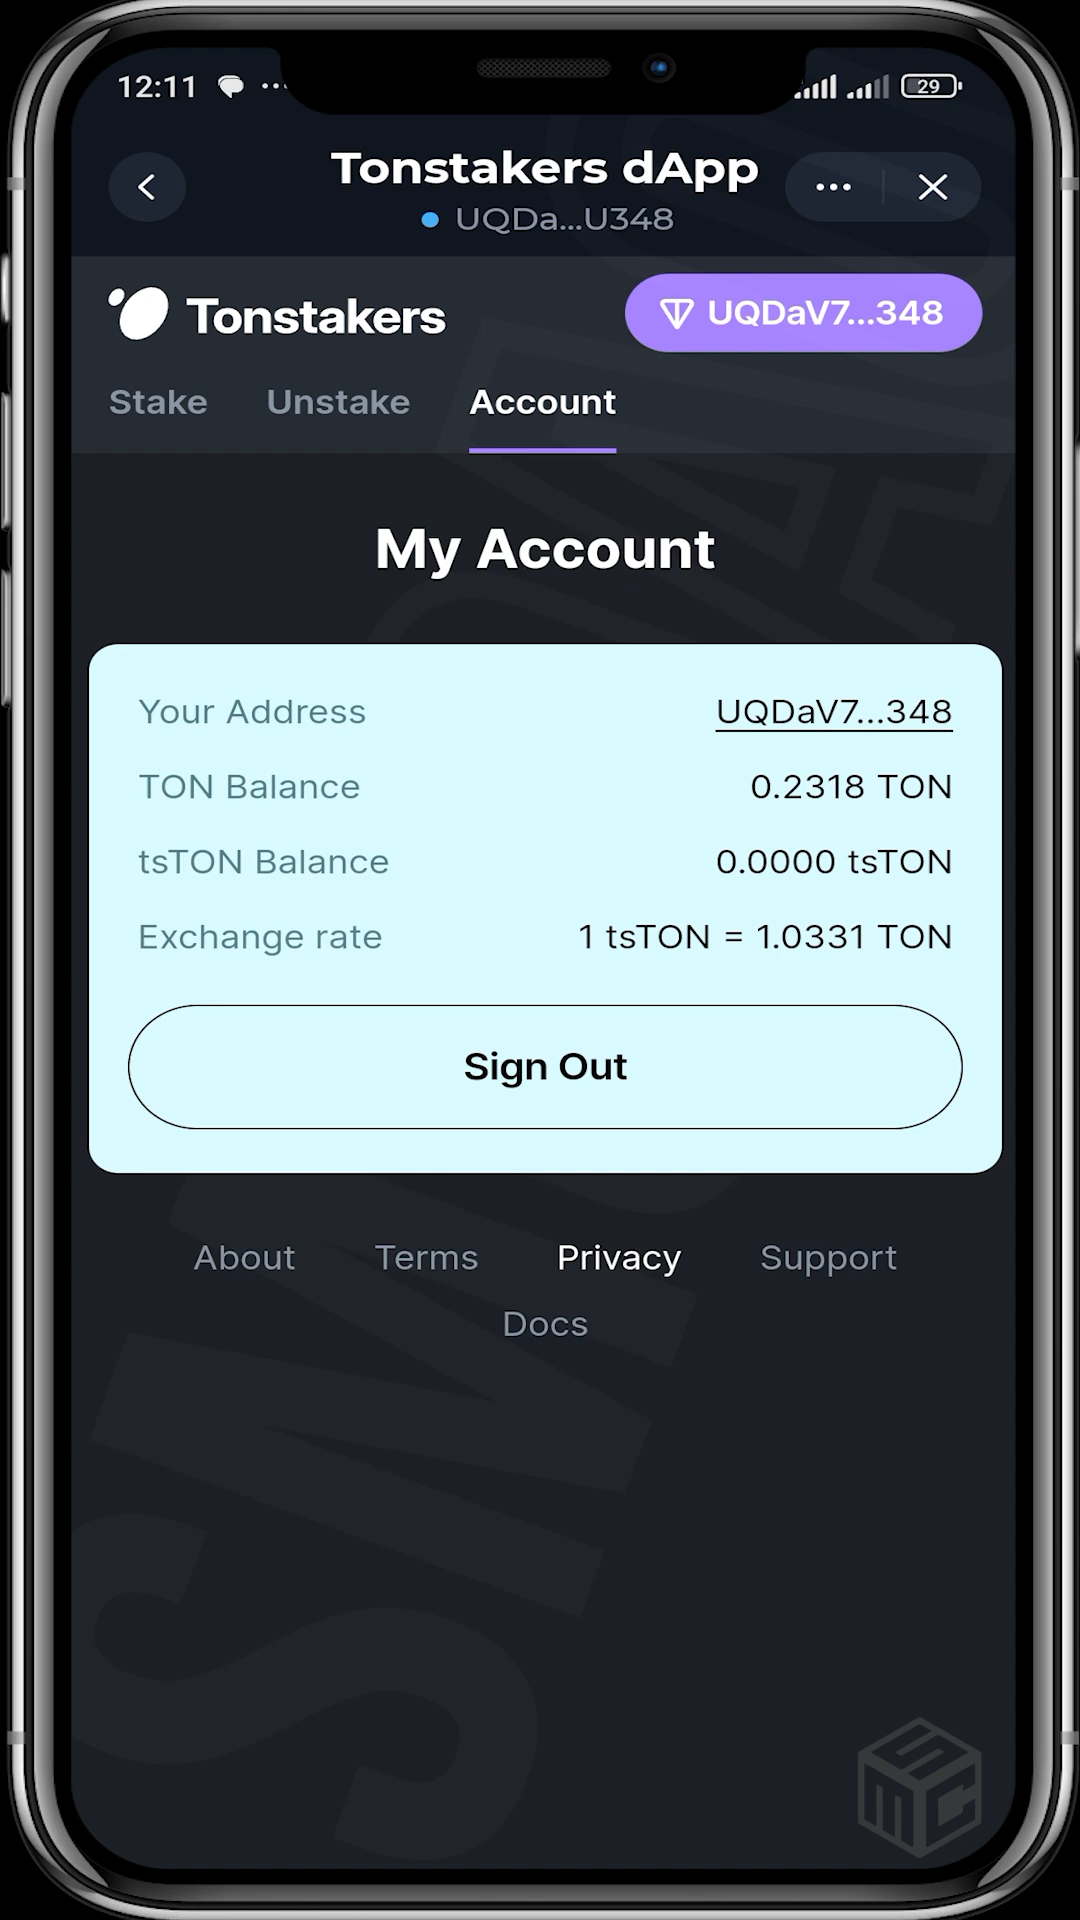 12:11
29
Tonstakers dApp
UQDa...U348
Tonstakers
UQDaV7...348
Stake Unstake Account
My Account
Your Address UQDaV7...348
TON Balance 0.2318 TON
tsTON Balance 0.0000 tsTON
Exchange rate 1 tsTON = 1.0331 TON
Sign Out
About Terms Privacy Support
Docs
SMC